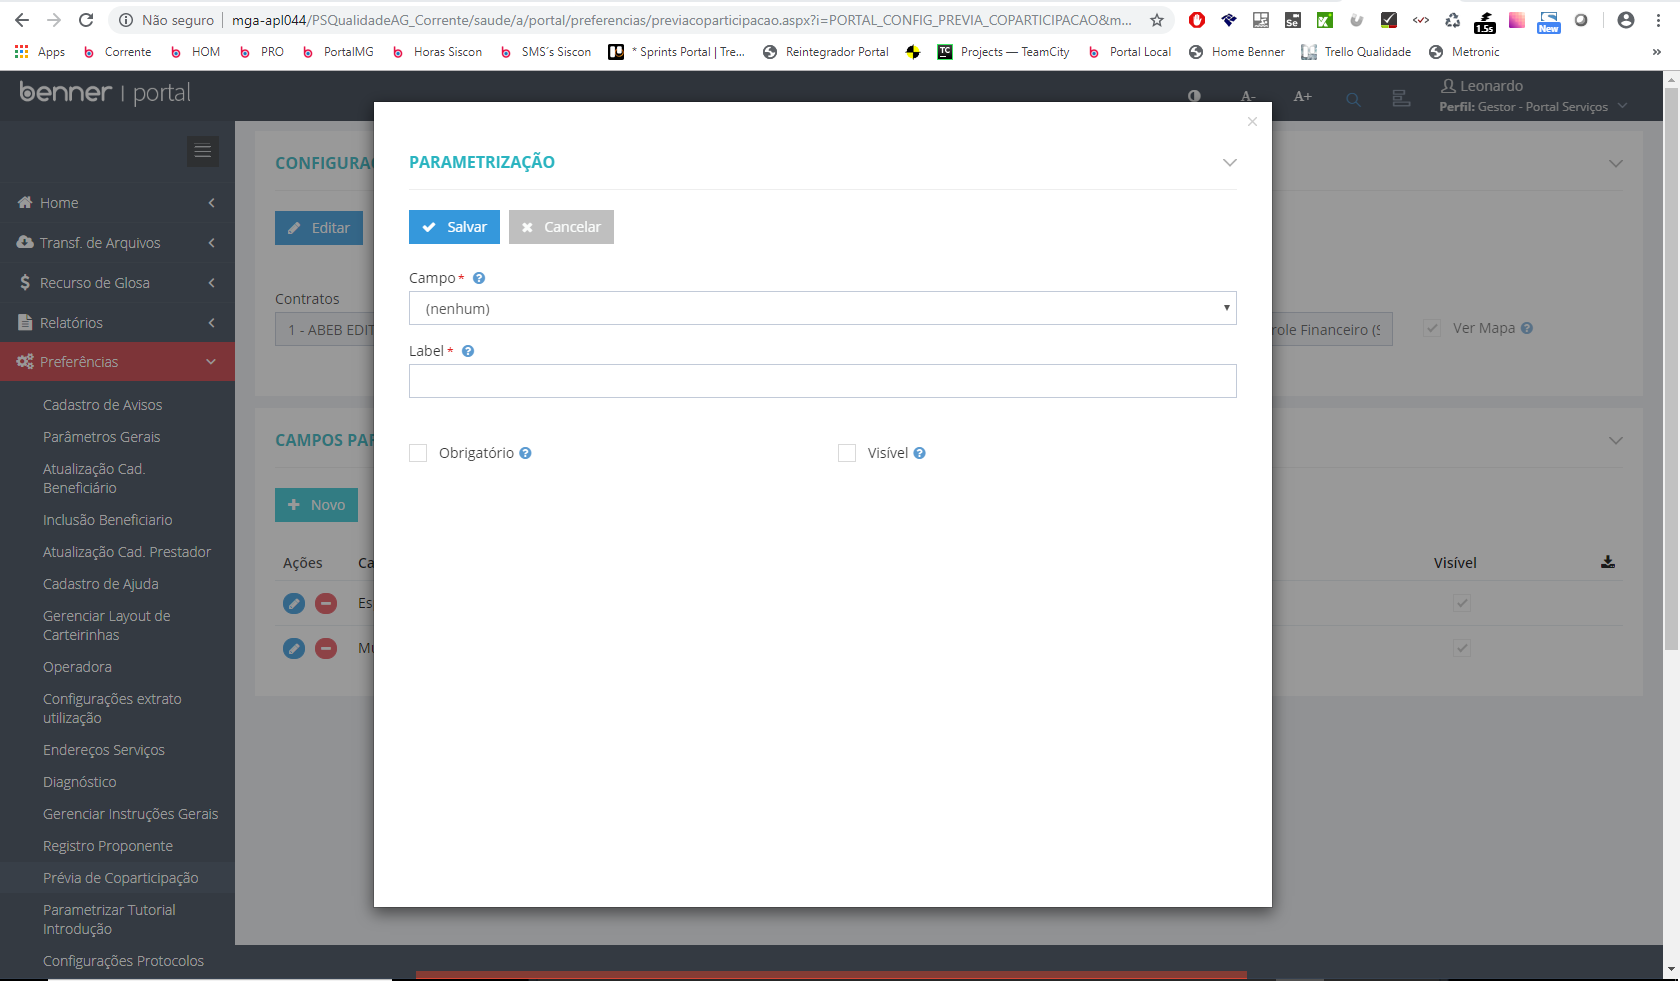 Não seguro | mga-apl044/PSQualidadeAG_Corrente/saude/a/portal/preferencias/previacoparticipacao.aspx?i=PORTAL_CONFIG_PREVIA_COPARTICIPACAO&m...
1.5s
New
Apps Corrente HOM PRO PortalMG Horas Siscon SMS´s Siscon * Sprints Portal | Tre... Reintegrador Portal TC Projects — TeamCity Portal Local Home Benner Trello Qualidade Metronic »
benner | portal
A- A+
Leonardo
Perfil: Gestor - Portal Serviços
Home
Transf. de Arquivos
Recurso de Glosa
Relatórios
Preferências
Cadastro de Avisos
Parâmetros Gerais
Atualização Cad.
Beneficiário
Inclusão Beneficiario
Atualização Cad. Prestador
Cadastro de Ajuda
Gerenciar Layout de
Carteirinhas
Operadora
Configurações extrato
utilização
Endereços Serviços
Diagnóstico
Gerenciar Instruções Gerais
Registro Proponente
Prévia de Coparticipação
Parametrizar Tutorial
Introdução
Configurações Protocolos
CONFIGURAÇ
Editar
Contratos
1 - ABEB EDIT
role Financeiro (S
Ver Mapa
CAMPOS PAR
Novo
Ações Ca Visível
Es
Mu
×
PARAMETRIZAÇÃO
Salvar Cancelar
Campo *
(nenhum)
Label *
Obrigatório Visível